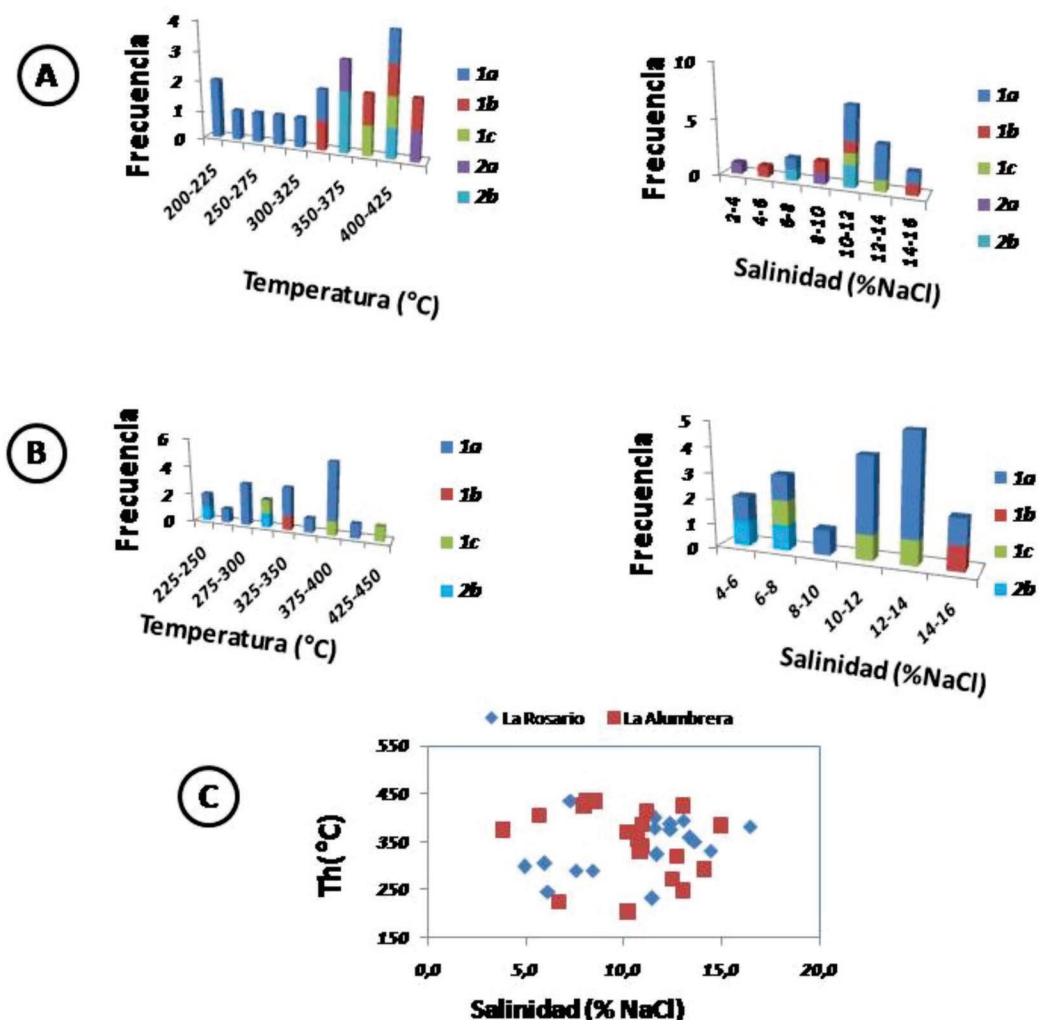 A
Frecuencia
4
3
2
1
0
200-225
250-275
300-325
350-375
400-425
Temperatura (°C)
1a
1b
1c
2a
2b
Frecuencia
10
5
0
2-4
4-6
6-8
8-10
10-12
12-14
14-16
Salinidad (%NaCl)
1a
1b
1c
2a
2b
B
Frecuencia
6
4
2
0
225-250
275-300
325-350
375-400
425-450
Temperatura (°C)
1a
1b
1c
2b
Frecuencia
5
4
3
2
1
0
4-6
6-8
8-10
10-12
12-14
14-16
Salinidad (%NaCl)
1a
1b
1c
2b
C
La Rosario La Alumbrera
Th(°C)
550
450
350
250
150
0,0 5,0 10,0 15,0 20,0
Salinidad (% NaCl)